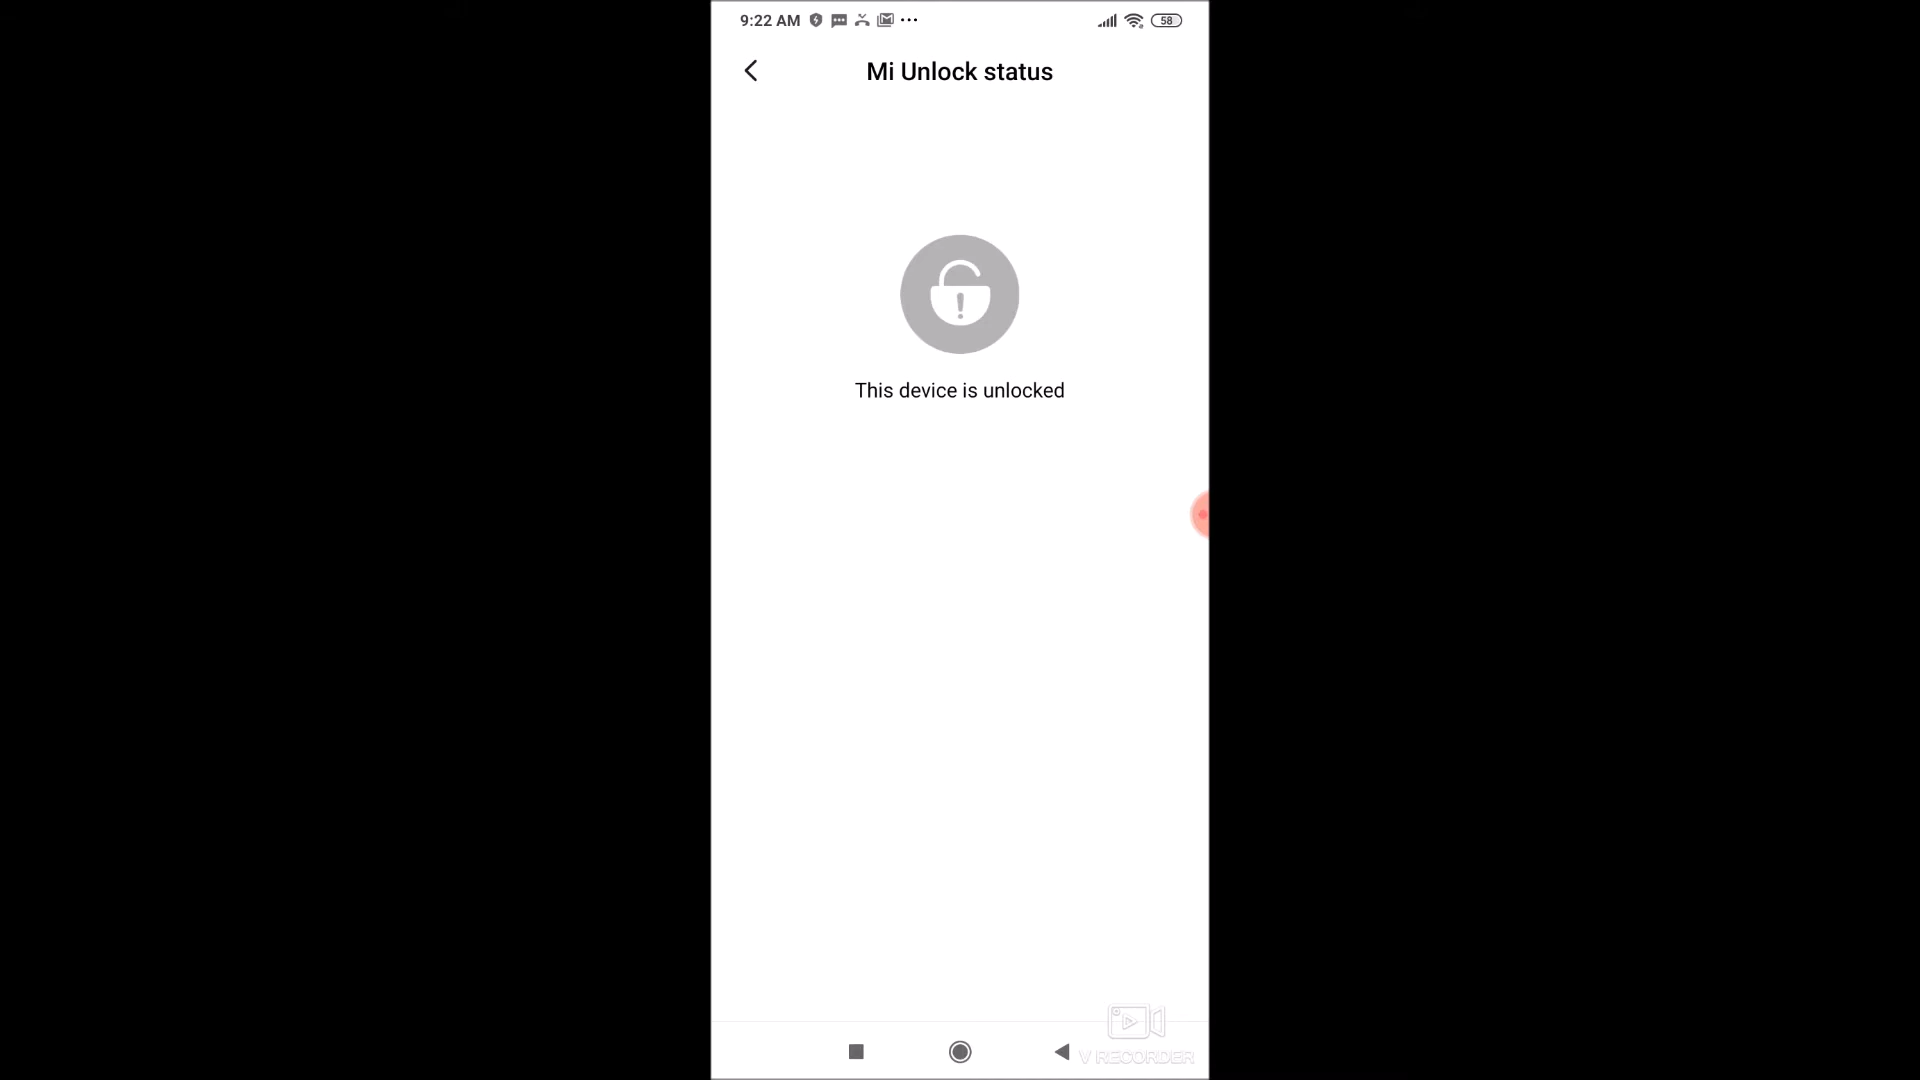 9:22 AM
58
Mi Unlock status
This device is unlocked
V RECORDER